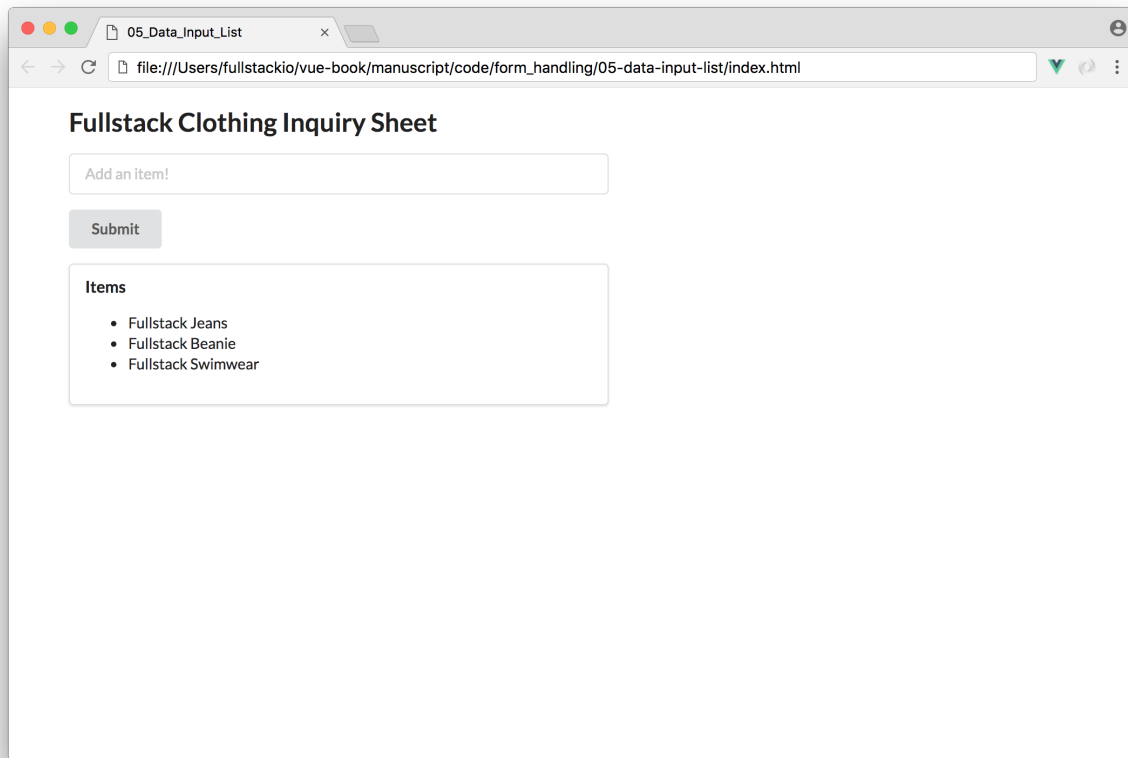 05_Data_Input_List
file:///Users/fullstackio/vue-book/manuscript/code/form_handling/05-data-input-list/index.html
Fullstack Clothing Inquiry Sheet
Add an item!
Submit
Items
Fullstack Jeans
Fullstack Beanie
Fullstack Swimwear